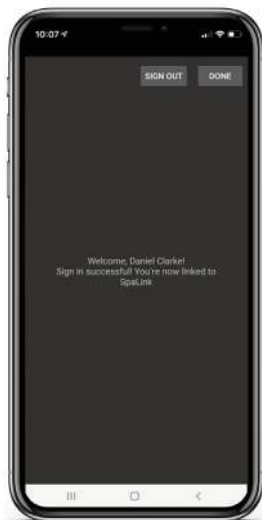 10:07
SIGN OUT DONE
Welcome, Daniel Clarke!
Sign in successful! You're now linked to
SpaLink